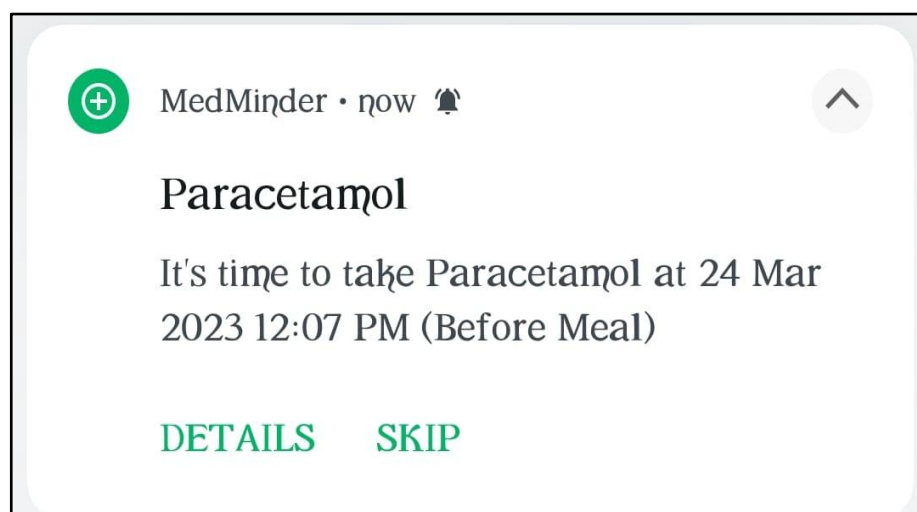 MedMinder • now
Paracetamol
It's time to take Paracetamol at 24 Mar
2023 12:07 PM (Before Meal)
DETAILS SKIP